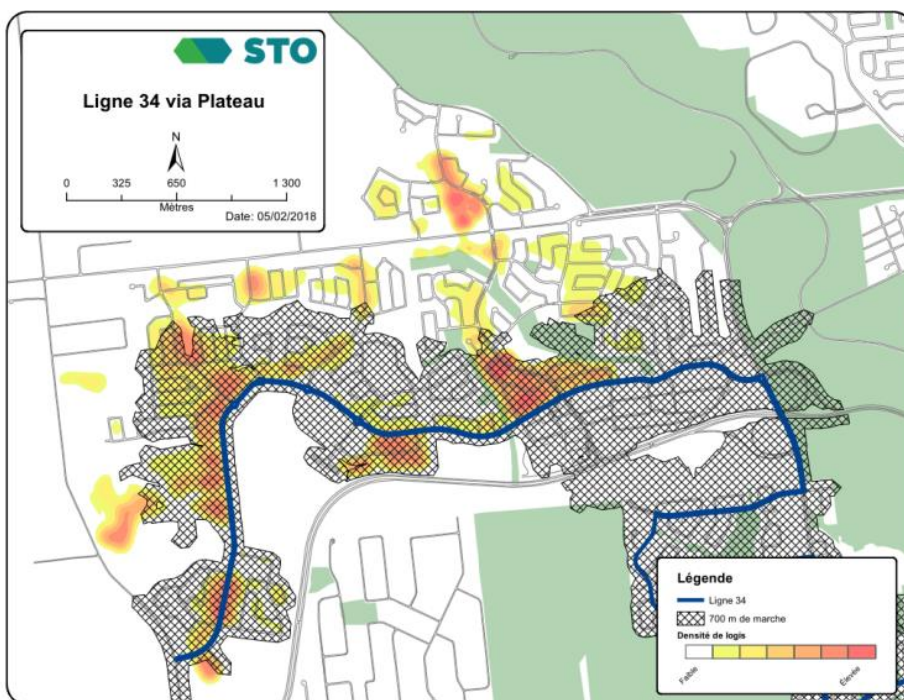 STO
Ligne 34 via Plateau
N
0 325 650 1 300
Mètres
Date: 05/02/2018
Légende
Ligne 34
700 m de marche
Densité de logis
Faible
Élevée